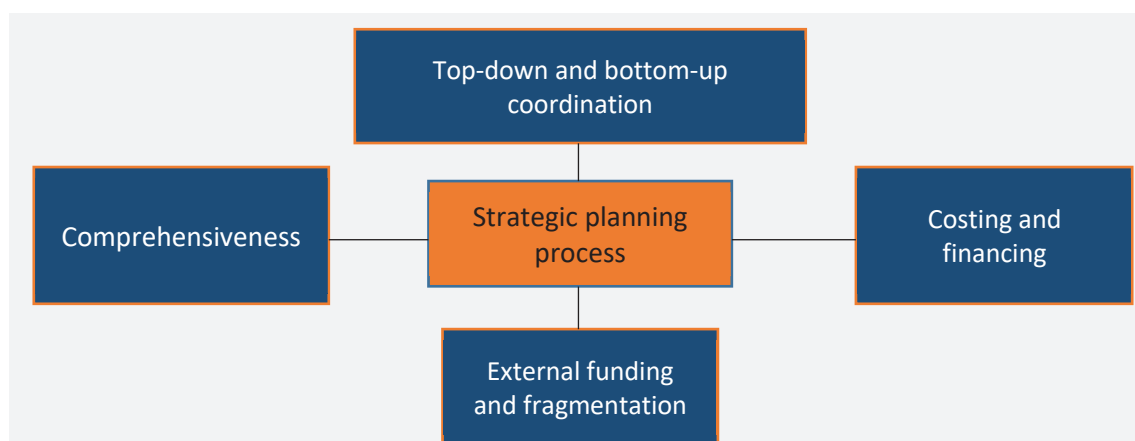 Top-down and bottom-up
coordination
Comprehensiveness
Strategic planning
process
Costing and
financing
External funding
and fragmentation